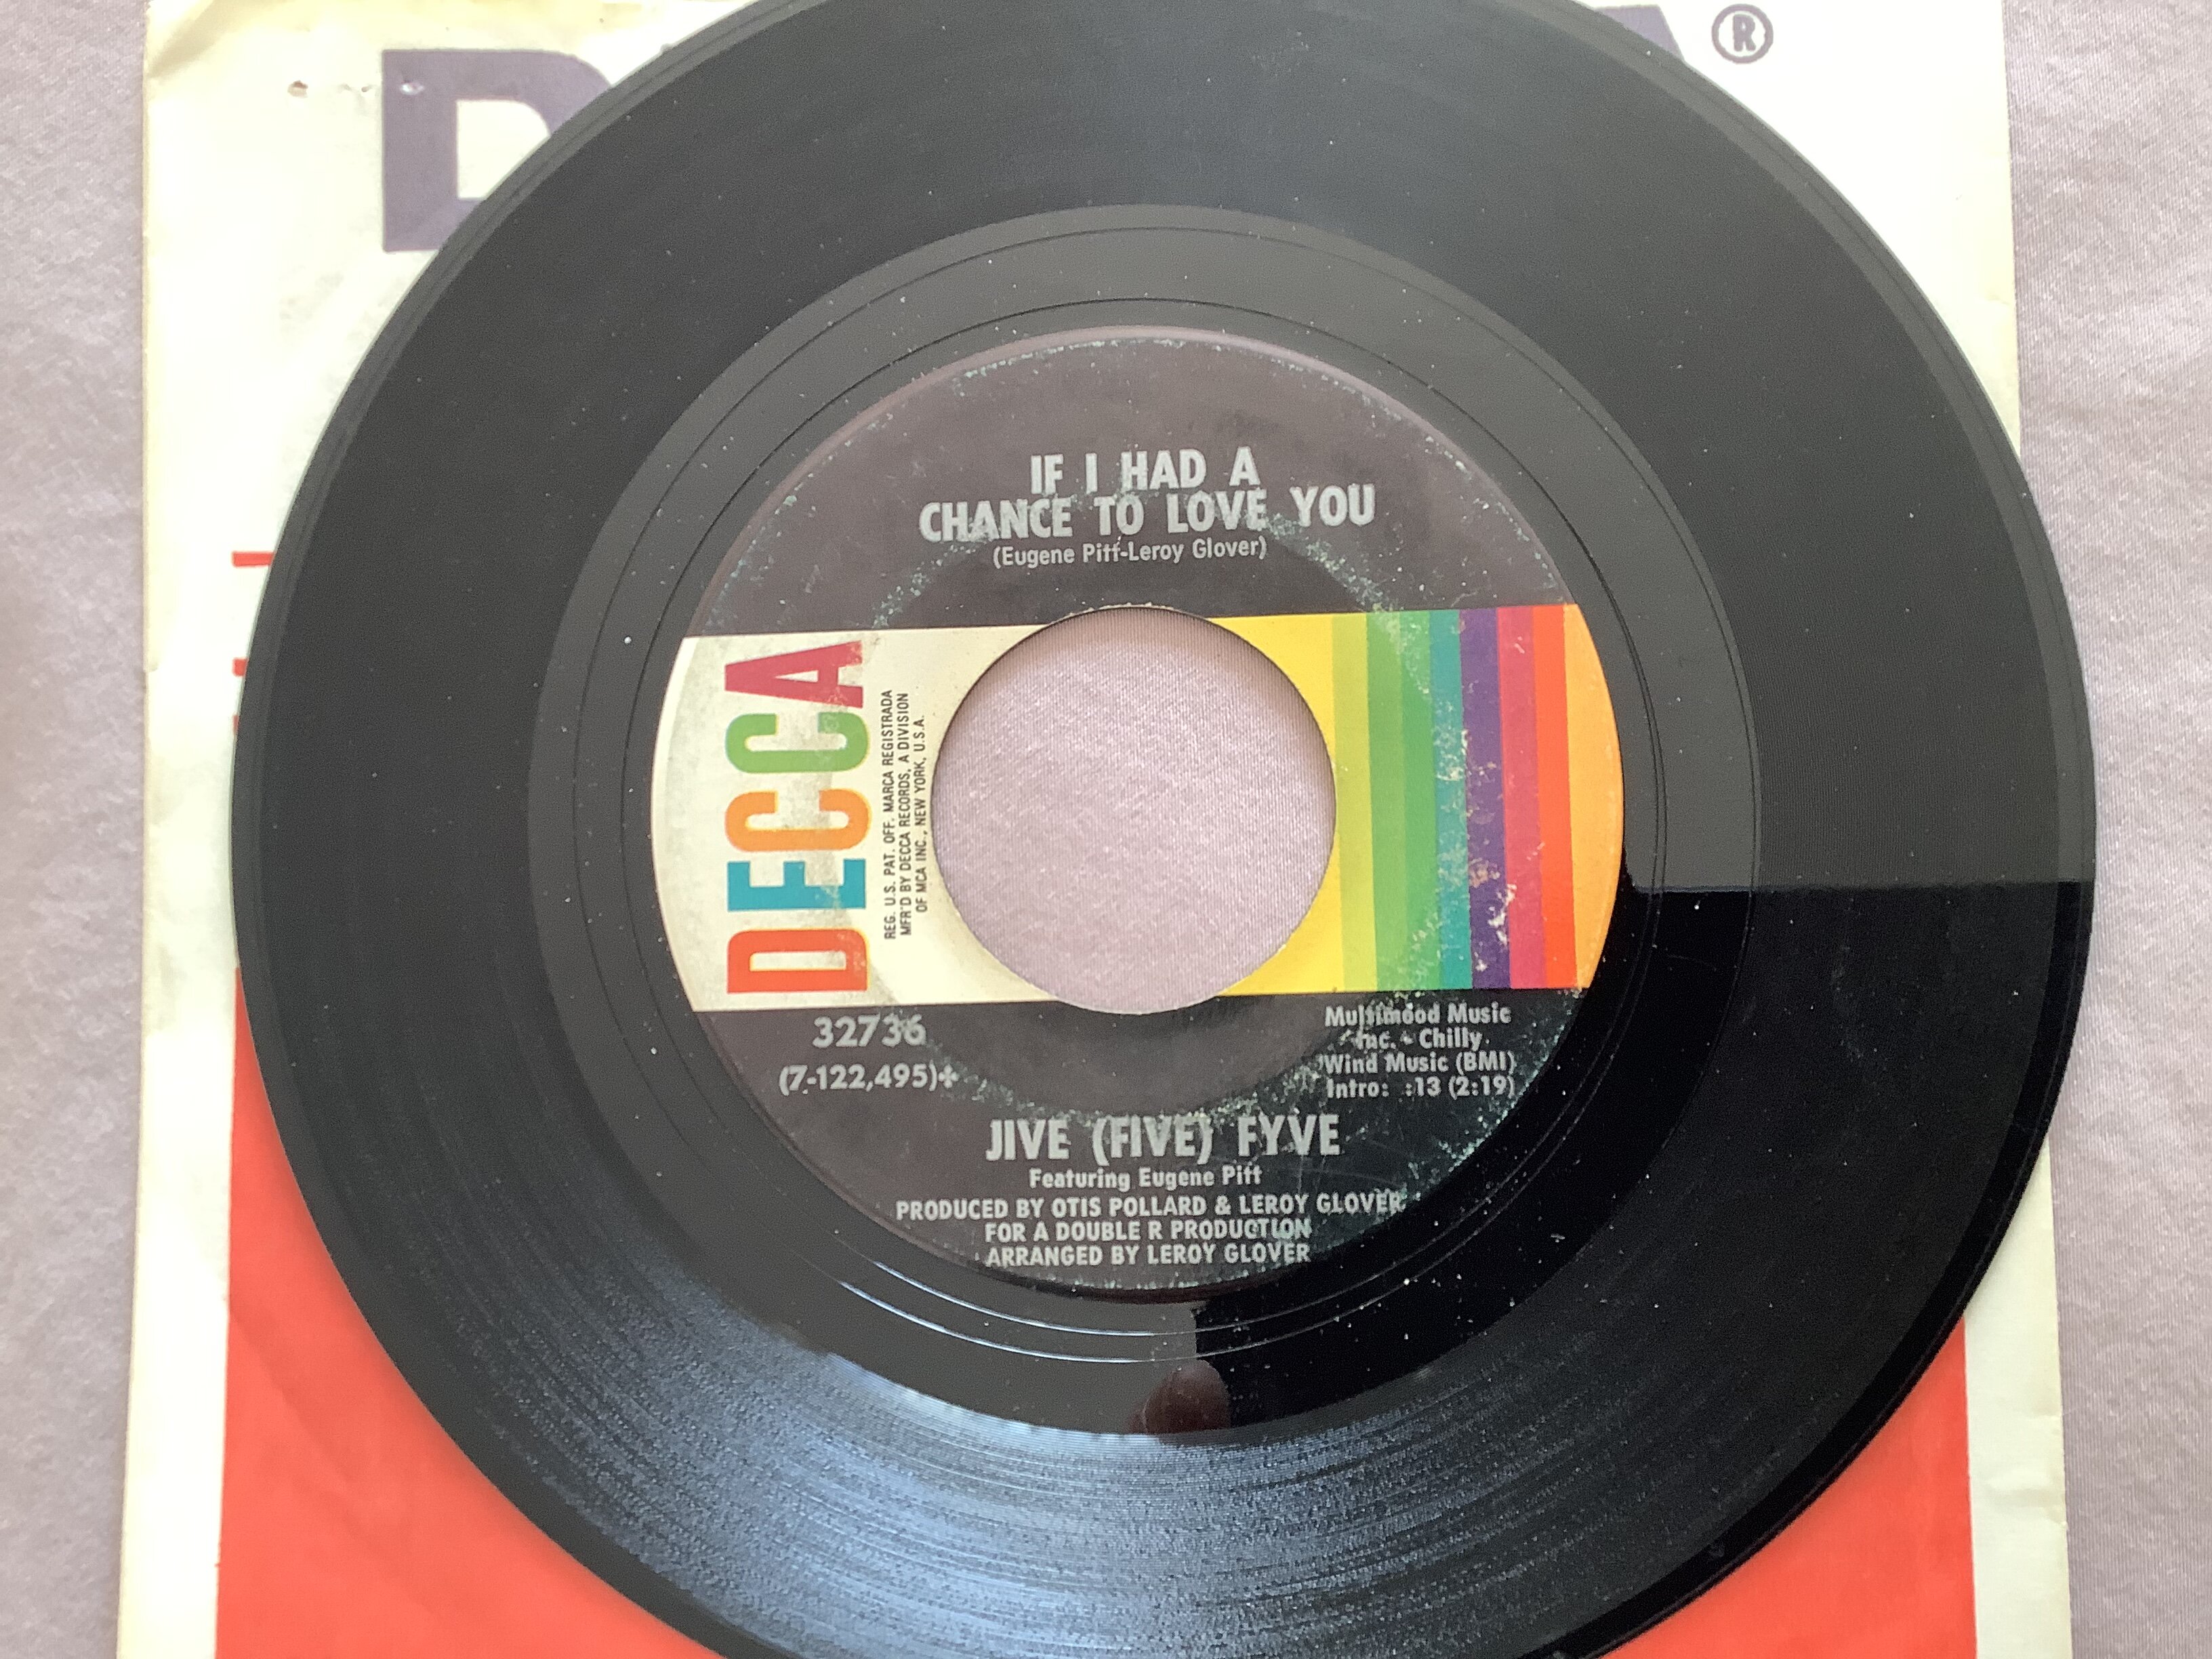 ®
IF I HAD A
CHANCE TO LOVE YOU
(Eugene Pitt-Leroy Glover)
DECCA
REG. U.S. PAT. OFF. MARCA REGISTRADA
MFR'D BY DECCA RECORDS, A DIVISION
OF MCA INC., NEW YORK, U.S.A.
32736
(7-122,495)✤
Multimood Music
Inc. - Chilly
Wind Music (BMI)
Intro: :13 (2:19)
JIVE (FIVE) FYVE
Featuring Eugene Pitt
PRODUCED BY OTIS POLLARD & LEROY GLOVER
FOR A DOUBLE R PRODUCTION
ARRANGED BY LEROY GLOVER